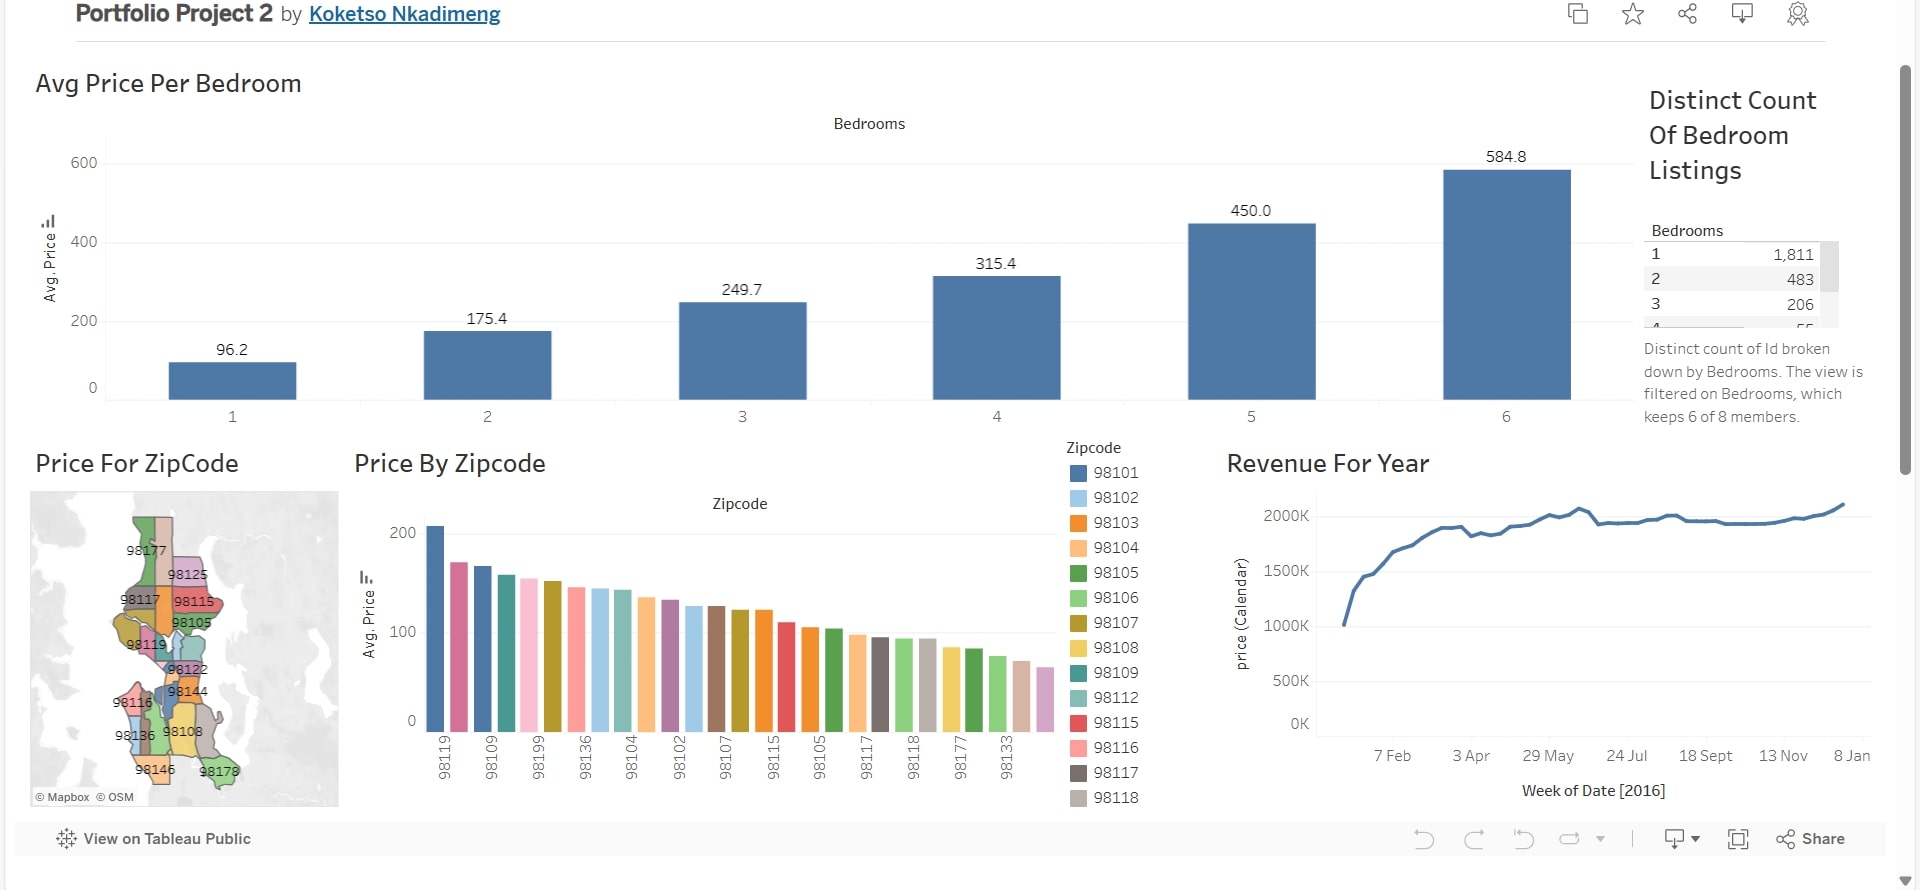 Portfolio Project 2 by Koketso Nkadimeng
Avg Price Per Bedroom
Bedrooms
Avg. Price
600
400
200
0
96.2
175.4
249.7
315.4
450.0
584.8
1
2
3
4
5
6
Distinct Count
Of Bedroom
Listings
Bedrooms
1 1,811
2 483
3 206
Distinct count of Id broken
down by Bedrooms. The view is
filtered on Bedrooms, which
keeps 6 of 8 members.
Price For ZipCode
98177
98125
98117
98115
98105
98119
98122
98144
98116
98136
98108
98146
98178
© Mapbox © OSM
Price By Zipcode
Zipcode
Avg. Price
200
100
0
98119
98109
98199
98136
98104
98102
98107
98115
98105
98117
98118
98177
98133
Zipcode
98101
98102
98103
98104
98105
98106
98107
98108
98109
98112
98115
98116
98117
98118
Revenue For Year
price (Calendar)
2000K
1500K
1000K
500K
0K
7 Feb
3 Apr
29 May
24 Jul
18 Sept
13 Nov
8 Jan
Week of Date [2016]
View on Tableau Public
Share